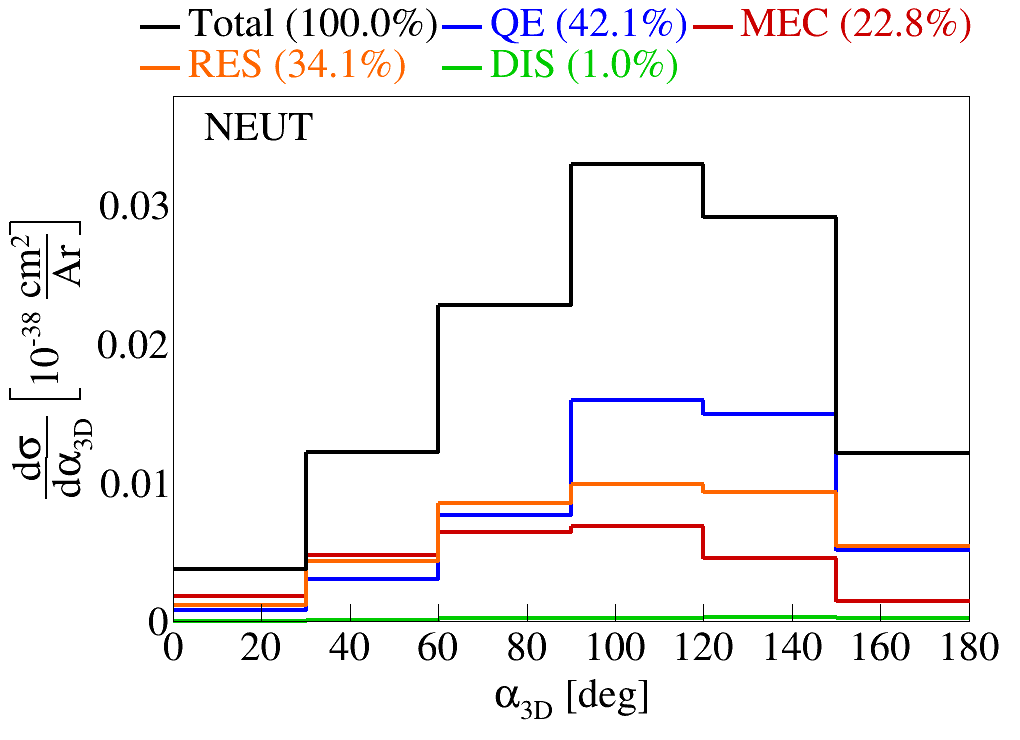 Total (100.0%) QE (42.1%) MEC (22.8%)
RES (34.1%) DIS (1.0%)
NEUT
0.03
0.02
0.01
0
dσ/dα3D [10-38 cm2/Ar]
0 20 40 60 80 100 120 140 160 180
α3D [deg]